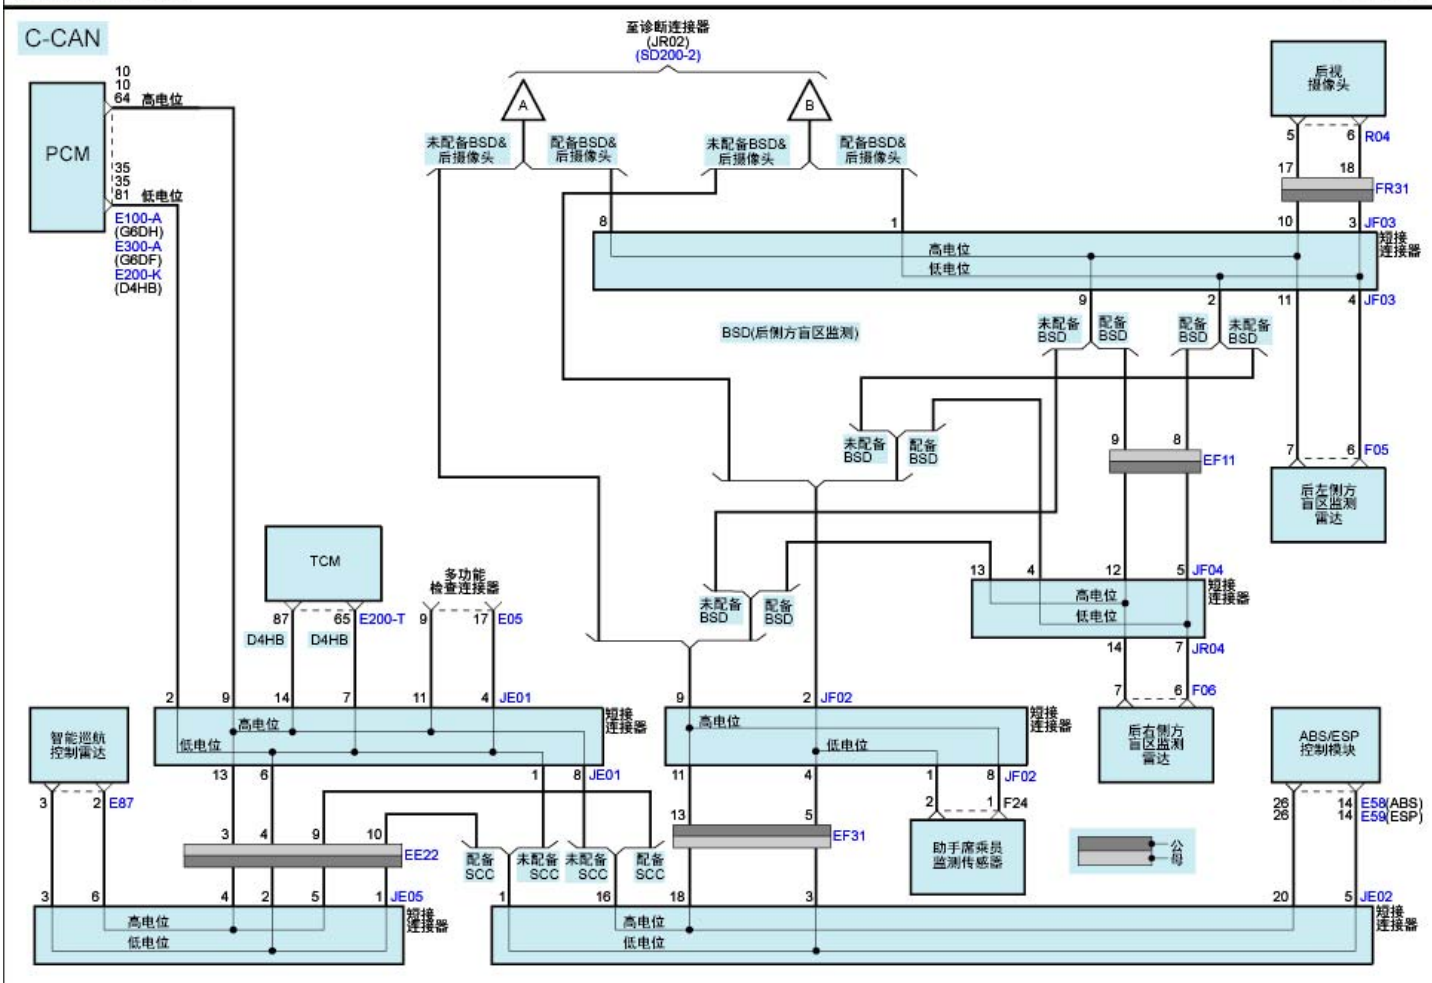 C-CAN
至诊断连接器
(JR02)
(SD200-2)
A
B
未配备BSD&
后摄像头
配备BSD&
后摄像头
未配备BSD&
后摄像头
配备BSD&
后摄像头
后视
摄像头
5
6
R04
17
18
FR31
10
10
64
高电位
PCM
35
35
81
低电位
E100-A
(G6DH)
E300-A
(G6DF)
E200-K
(D4HB)
8
1
10
3
JF03
短接
连接器
高电位
低电位
9
2
11
4
JF03
BSD(后侧方盲区监测)
未配备
BSD
配备
BSD
配备
BSD
未配备
BSD
未配备
BSD
配备
BSD
9
8
EF11
7
6
F05
后左侧方
盲区监测
雷达
TCM
87
65
E200-T
D4HB
D4HB
多功能
检查连接器
9
17
E05
未配备
BSD
配备
BSD
13
4
12
5
JF04
短接
连接器
高电位
低电位
14
7
JR04
7
6
F06
后右侧方
盲区监测
雷达
2
9
14
7
11
4
JE01
短接
连接器
高电位
低电位
13
6
1
8
JE01
9
2
JF02
短接
连接器
高电位
低电位
11
4
1
8
JF02
2
1
F24
助手席乘员
监测传感器
13
5
EF31
智能巡航
控制雷达
3
2
E87
3
4
9
10
EE22
配备
SCC
未配备
SCC
未配备
SCC
配备
SCC
ABS/ESP
控制模块
26
26
14
14
E58(ABS)
E59(ESP)
公
母
3
6
4
2
5
1
JE05
短接
连接器
高电位
低电位
1
16
18
3
20
5
JE02
短接
连接器
高电位
低电位